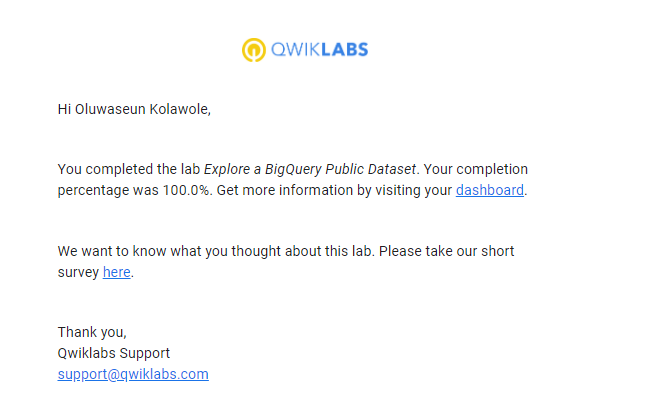 QWIKLABS
Hi Oluwaseun Kolawole,
You completed the lab Explore a BigQuery Public Dataset. Your completion
percentage was 100.0%. Get more information by visiting your dashboard.
We want to know what you thought about this lab. Please take our short
survey here.
Thank you,
Qwiklabs Support
support@qwiklabs.com